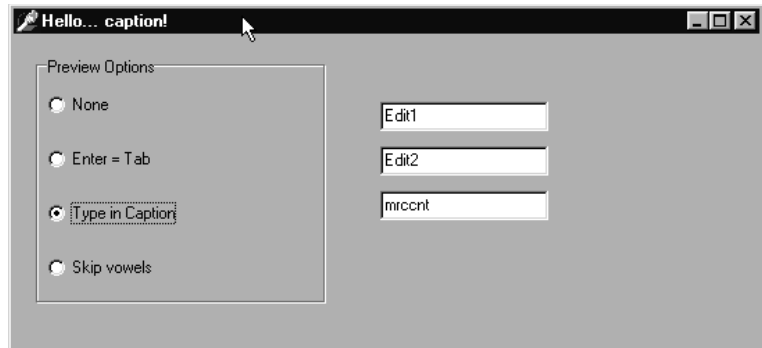 Hello... caption!
Preview Options
None
Enter = Tab
Type in Caption
Skip vowels
Edit1
Edit2
mrccnt